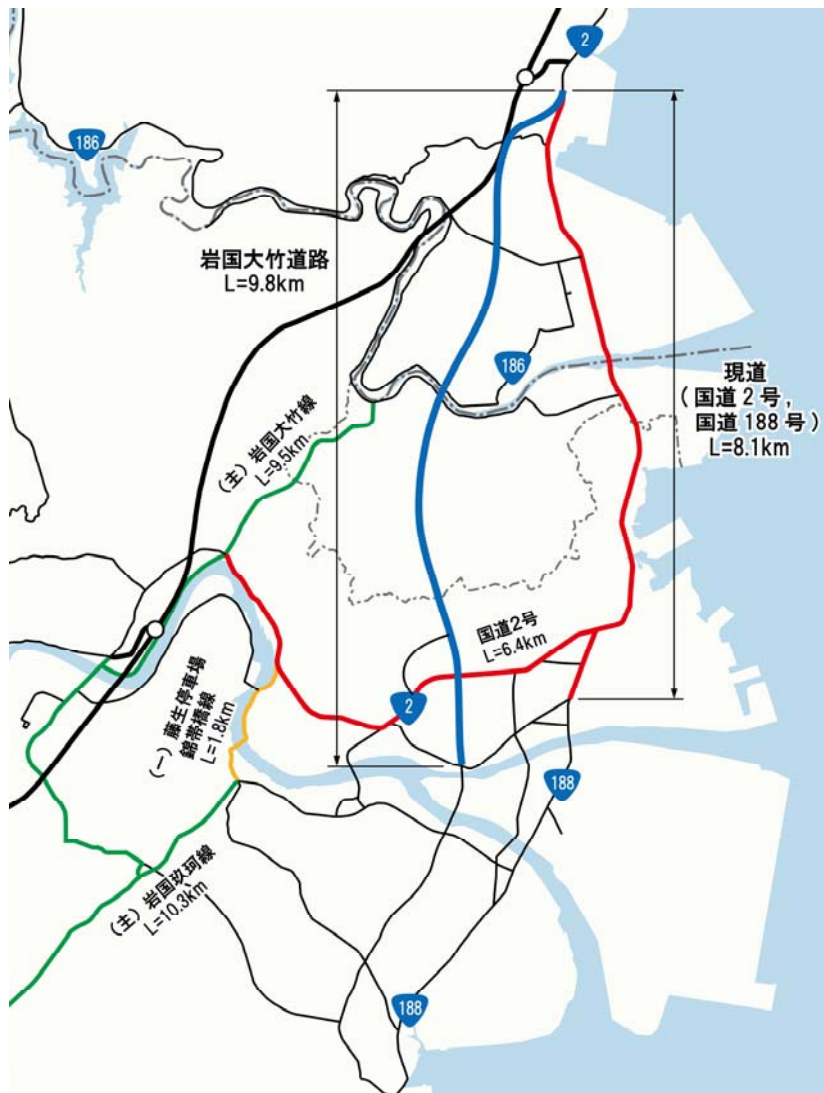 2
186
岩国大竹道路
L=9.8km
186
現道
(国道2号,
国道188号)
L=8.1km
(主)岩国大竹線
L=9.5km
国道2号
L=6.4km
2
(一)藤生停車場
錦帯橋線
L=1.8km
188
(主)岩国玖珂線
L=10.3km
188